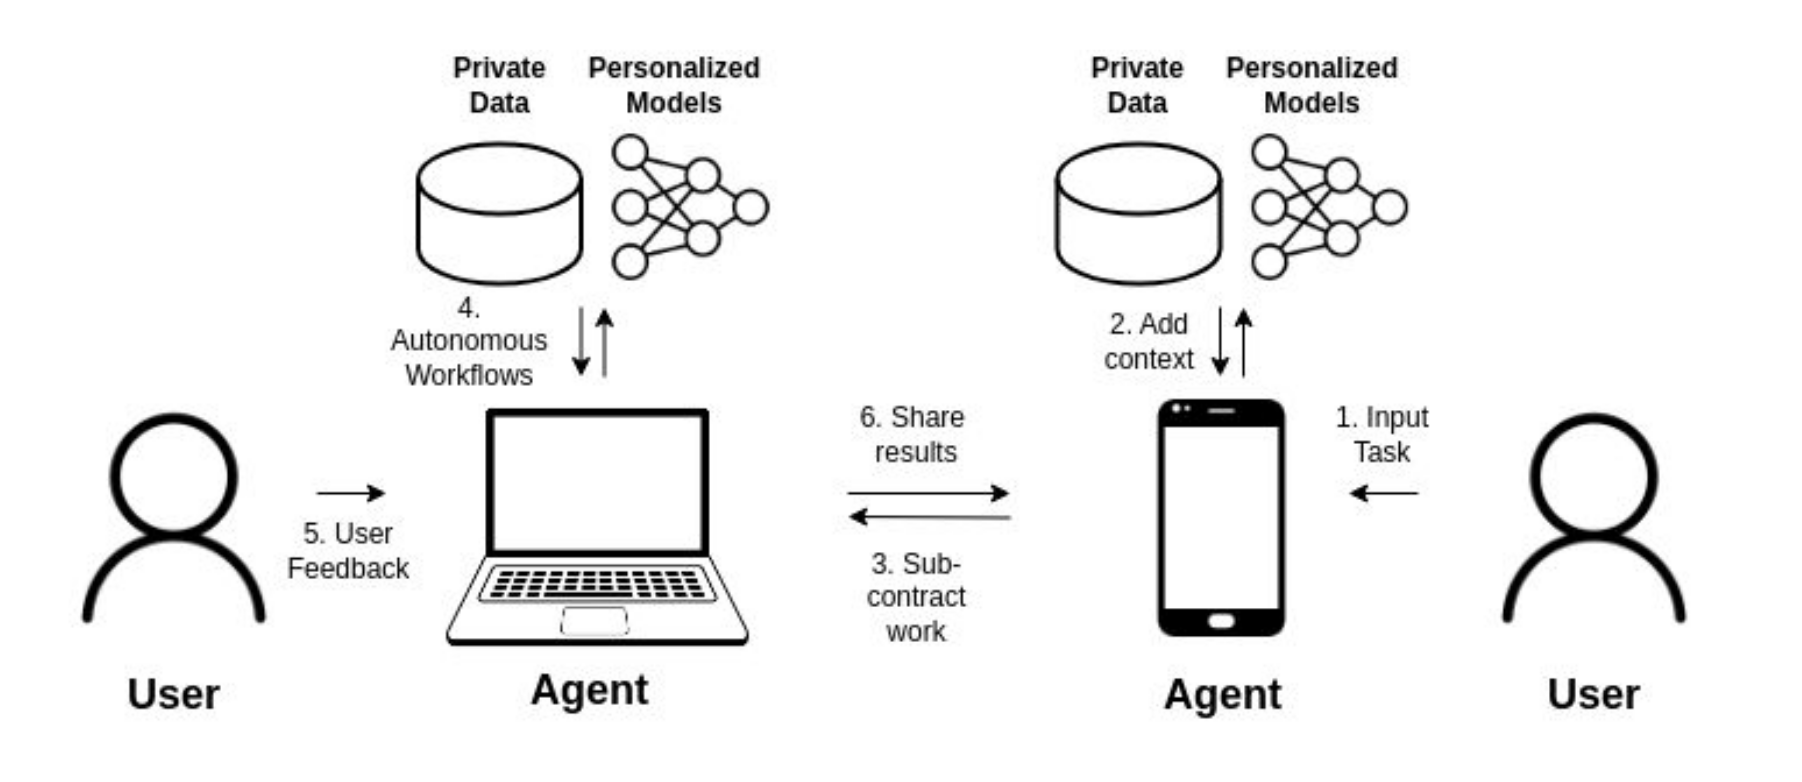 Private
Data
Personalized
Models
Private
Data
Personalized
Models
4.
Autonomous
Workflows
2. Add
context
6. Share
results
1. Input
Task
5. User
Feedback
3. Sub-
contract
work
User
Agent
Agent
User